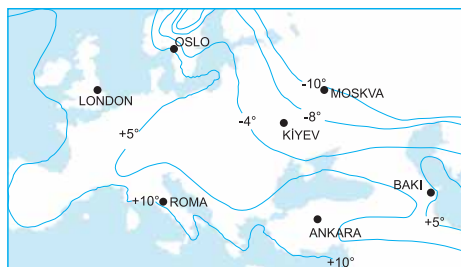 OSLO
-10°
MOSKVA
LONDON
-8°
-4°
KİYEV
+5°
BAKI
+10°
ROMA
+5°
ANKARA
+10°